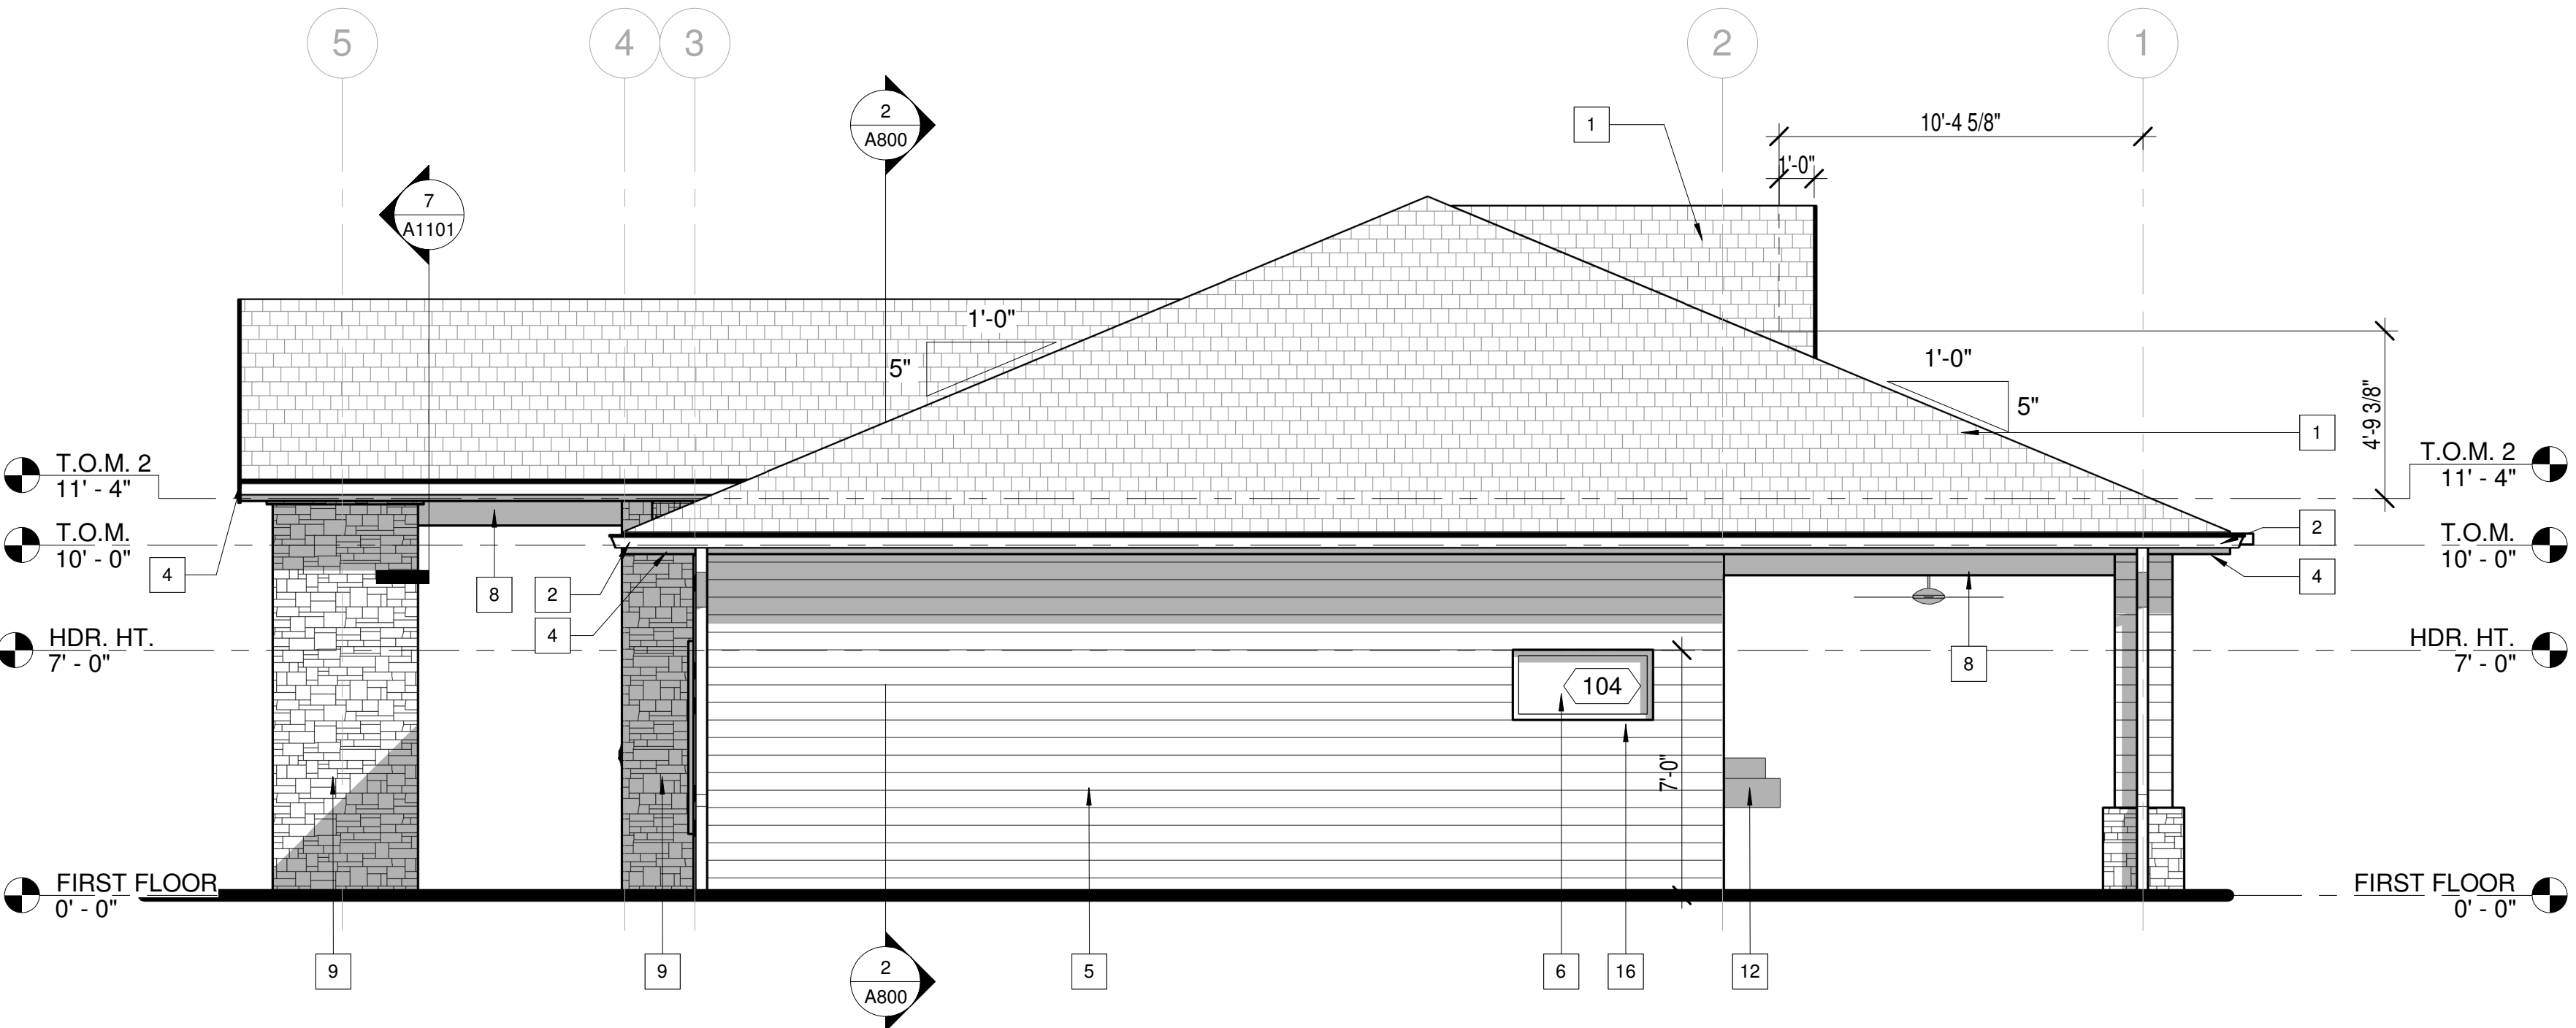 5
4
3
2
1
2
A800
1
10'-4 5/8"
1'-0"
7
A1101
1'-0"
5"
1'-0"
5"
4'-9 3/8"
1
T.O.M. 2
11' - 4"
T.O.M. 2
11' - 4"
T.O.M.
10' - 0"
2
T.O.M.
10' - 0"
4
8
2
4
4
HDR. HT.
7' - 0"
8
HDR. HT.
7' - 0"
104
7'-0"
FIRST FLOOR
0' - 0"
FIRST FLOOR
0' - 0"
9
9
2
A800
5
6
16
12